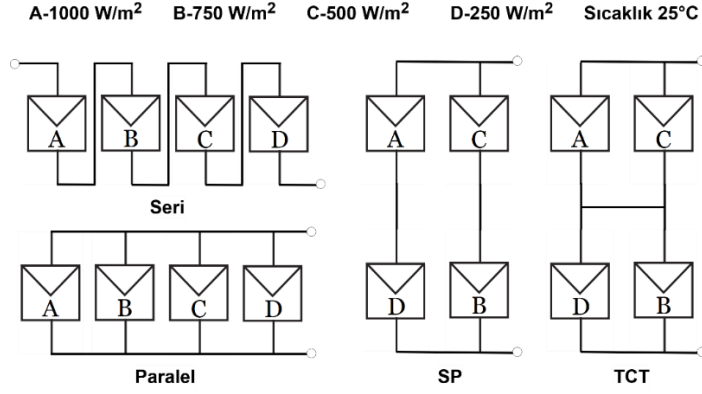 A-1000 W/m² B-750 W/m² C-500 W/m² D-250 W/m² Sıcaklık 25°C
A B C D
Seri
A B C D
Paralel
A C
D B
SP
A C
D B
TCT